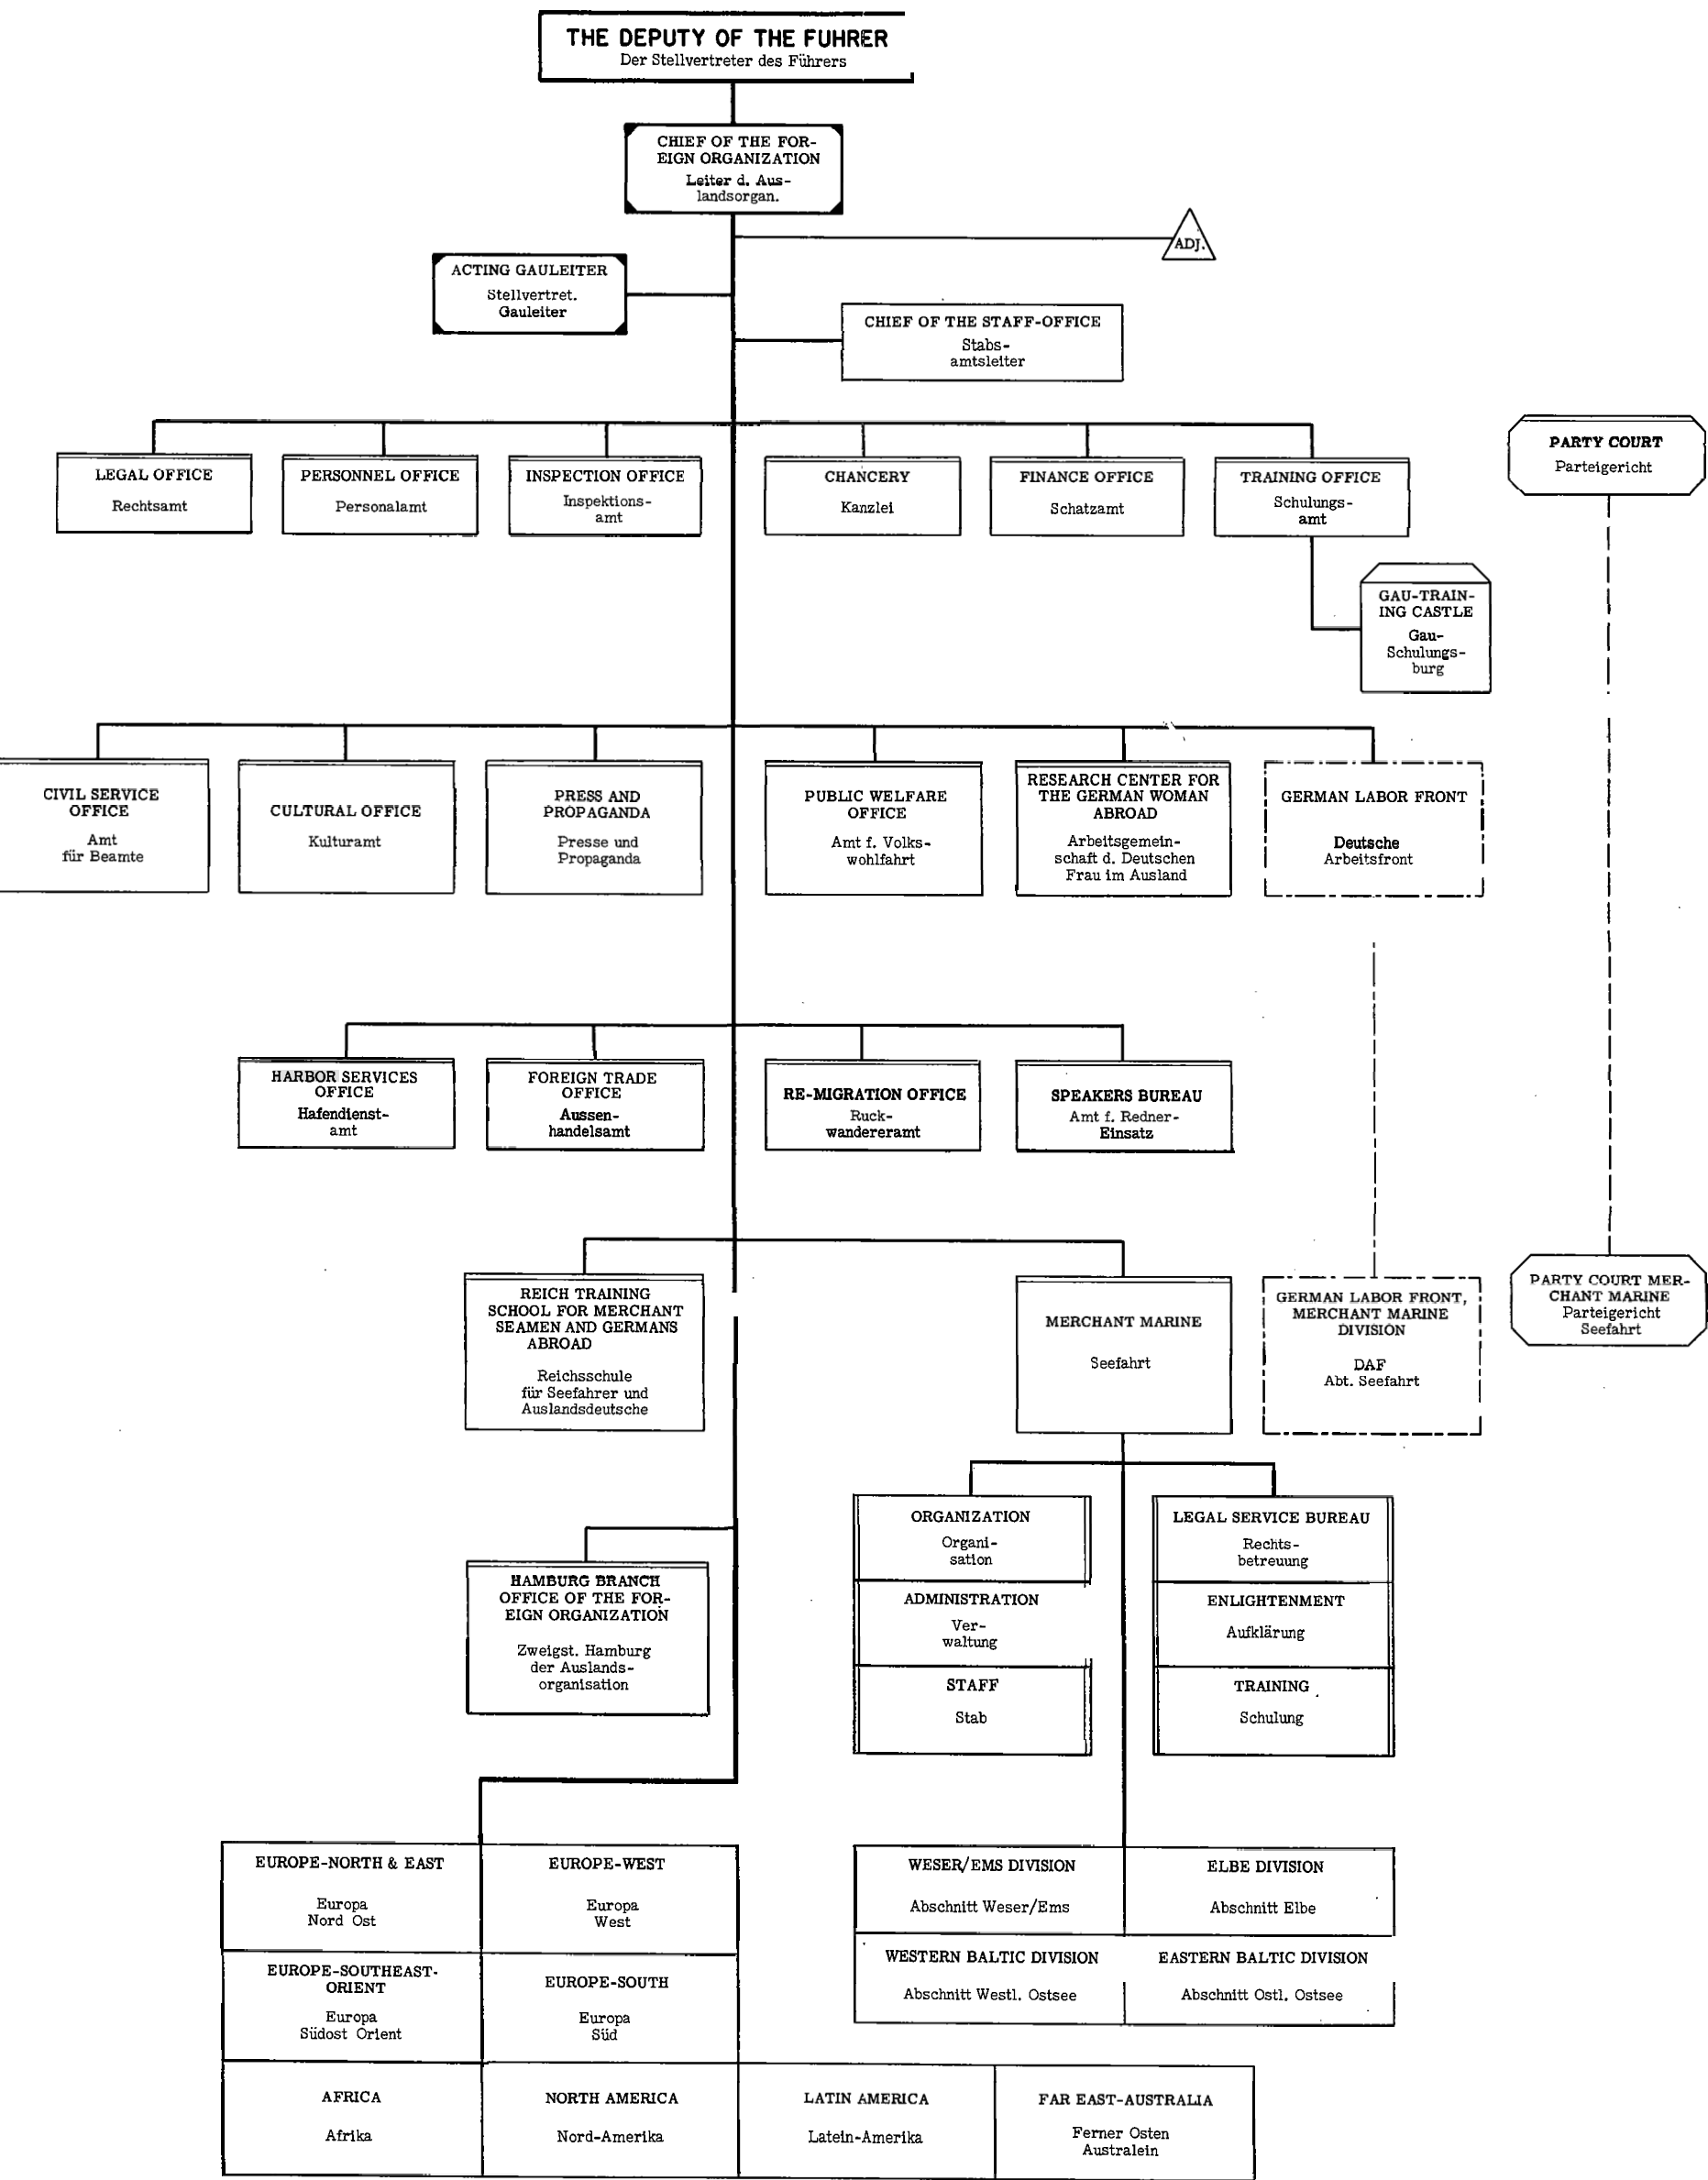 THE DEPUTY OF THE FUHRER
Der Stellvertreter des Führers
CHIEF OF THE FOR-
EIGN ORGANIZATION
Leiter d. Aus-
landsorgan.
ADJ.
ACTING GAULEITER
Stellvertret.
Gauleiter
CHIEF OF THE STAFF-OFFICE
Stabs-
amtsleiter
LEGAL OFFICE
Rechtsamt
PERSONNEL OFFICE
Personalamt
INSPECTION OFFICE
Inspektions-
amt
CHANCERY
Kanzlei
FINANCE OFFICE
Schatzamt
TRAINING OFFICE
Schulungs-
amt
PARTY COURT
Parteigericht
GAU-TRAIN-
ING CASTLE
Gau-
Schulungs-
burg
CIVIL SERVICE
OFFICE
Amt
für Beamte
CULTURAL OFFICE
Kulturamt
PRESS AND
PROPAGANDA
Presse und
Propaganda
PUBLIC WELFARE
OFFICE
Amt f. Volks-
wohlfahrt
RESEARCH CENTER FOR
THE GERMAN WOMAN
ABROAD
Arbeitsgemein-
schaft d. Deutschen
Frau im Ausland
GERMAN LABOR FRONT
Deutsche
Arbeitsfront
HARBOR SERVICES
OFFICE
Hafendienst-
amt
FOREIGN TRADE
OFFICE
Aussen-
handelsamt
RE-MIGRATION OFFICE
Ruck-
wandereramt
SPEAKERS BUREAU
Amt f. Redner-
Einsatz
REICH TRAINING
SCHOOL FOR MERCHANT
SEAMEN AND GERMANS
ABROAD
Reichsschule
für Seefahrer und
Auslandsdeutsche
MERCHANT MARINE
Seefahrt
GERMAN LABOR FRONT,
MERCHANT MARINE
DIVISION
DAF
Abt. Seefahrt
PARTY COURT MER-
CHANT MARINE
Parteigericht
Seefahrt
HAMBURG BRANCH
OFFICE OF THE FOR-
EIGN ORGANIZATION
Zweigst. Hamburg
der Auslands-
organisation
ORGANIZATION
Organi-
sation
ADMINISTRATION
Ver-
waltung
STAFF
Stab
LEGAL SERVICE BUREAU
Rechts-
betreuung
ENLIGHTENMENT
Aufklärung
TRAINING
Schulung
EUROPE-NORTH & EAST
Europa
Nord Ost
EUROPE-WEST
Europa
West
WESER/EMS DIVISION
Abschnitt Weser/Ems
ELBE DIVISION
Abschnitt Elbe
EUROPE-SOUTHEAST-
ORIENT
Europa
Südost Orient
EUROPE-SOUTH
Europa
Süd
WESTERN BALTIC DIVISION
Abschnitt Westl. Ostsee
EASTERN BALTIC DIVISION
Abschnitt Ostl. Ostsee
AFRICA
Afrika
NORTH AMERICA
Nord-Amerika
LATIN AMERICA
Latein-Amerika
FAR EAST-AUSTRALIA
Ferner Osten
Australein